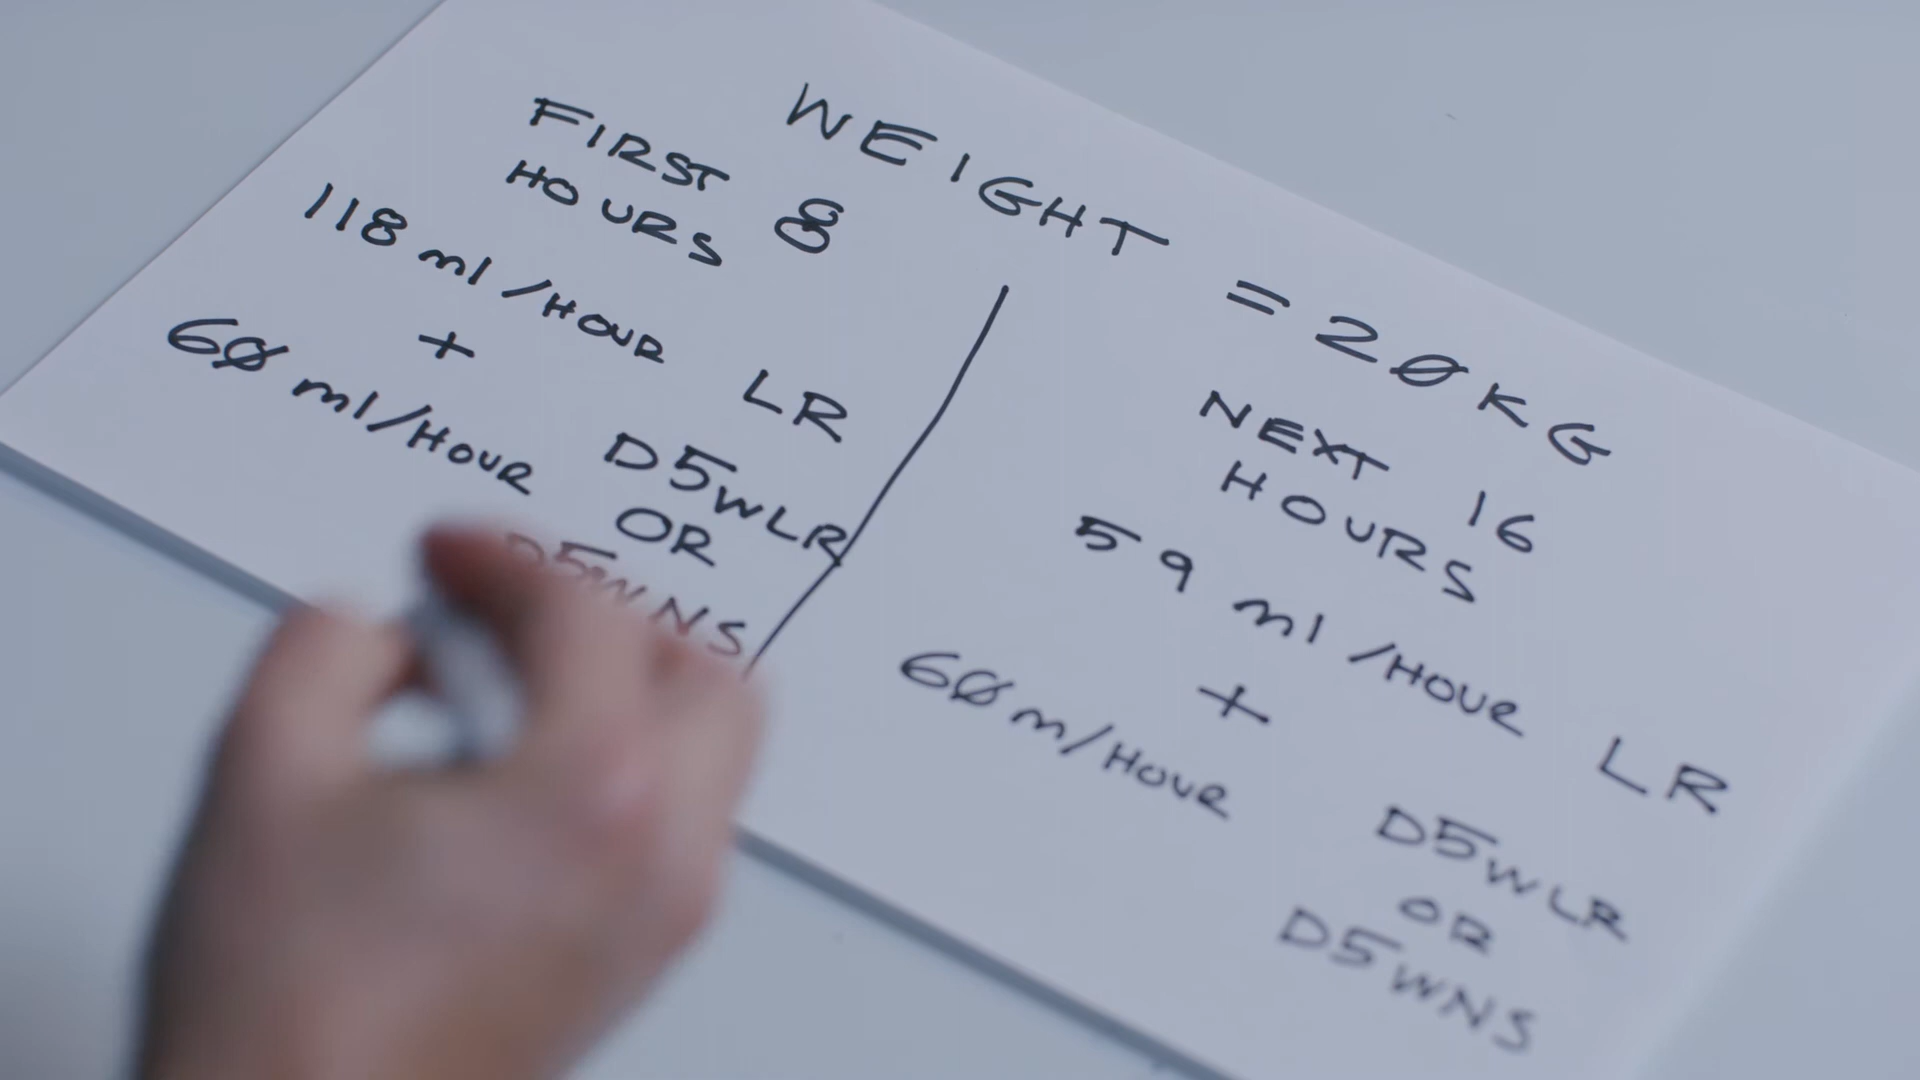 WEIGHT = 20KG
FIRST 8
HOURS
118 ml/HOUR LR
+
60 ml/HOUR D5WLR
OR
D5WNS
NEXT 16
HOURS
59 ml/HOUR LR
+
60 m/HOUR D5WLR
OR
D5WNS